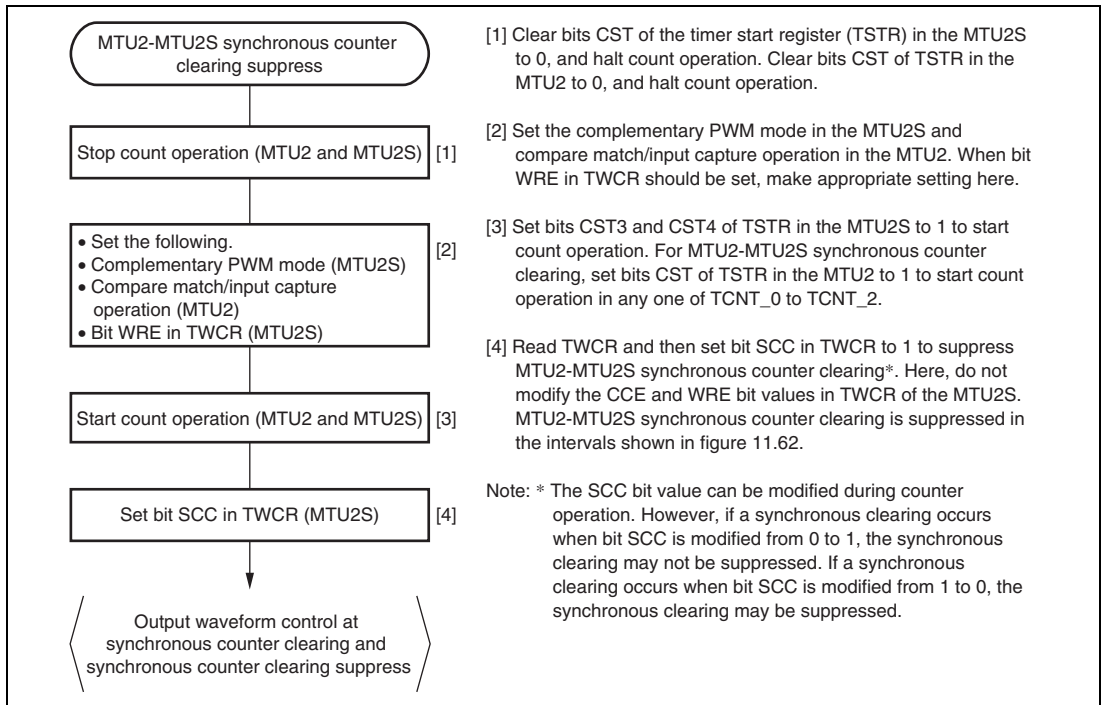 MTU2-MTU2S synchronous counter
clearing suppress
Stop count operation (MTU2 and MTU2S)
[1]
• Set the following.
• Complementary PWM mode (MTU2S)
• Compare match/input capture
operation (MTU2)
• Bit WRE in TWCR (MTU2S)
[2]
Start count operation (MTU2 and MTU2S)
[3]
Set bit SCC in TWCR (MTU2S)
[4]
Output waveform control at
synchronous counter clearing and
synchronous counter clearing suppress
[1] Clear bits CST of the timer start register (TSTR) in the MTU2S
to 0, and halt count operation. Clear bits CST of TSTR in the
MTU2 to 0, and halt count operation.
[2] Set the complementary PWM mode in the MTU2S and
compare match/input capture operation in the MTU2. When bit
WRE in TWCR should be set, make appropriate setting here.
[3] Set bits CST3 and CST4 of TSTR in the MTU2S to 1 to start
count operation. For MTU2-MTU2S synchronous counter
clearing, set bits CST of TSTR in the MTU2 to 1 to start count
operation in any one of TCNT_0 to TCNT_2.
[4] Read TWCR and then set bit SCC in TWCR to 1 to suppress
MTU2-MTU2S synchronous counter clearing*. Here, do not
modify the CCE and WRE bit values in TWCR of the MTU2S.
MTU2-MTU2S synchronous counter clearing is suppressed in
the intervals shown in figure 11.62.
Note: * The SCC bit value can be modified during counter
operation. However, if a synchronous clearing occurs
when bit SCC is modified from 0 to 1, the synchronous
clearing may not be suppressed. If a synchronous
clearing occurs when bit SCC is modified from 1 to 0, the
synchronous clearing may be suppressed.